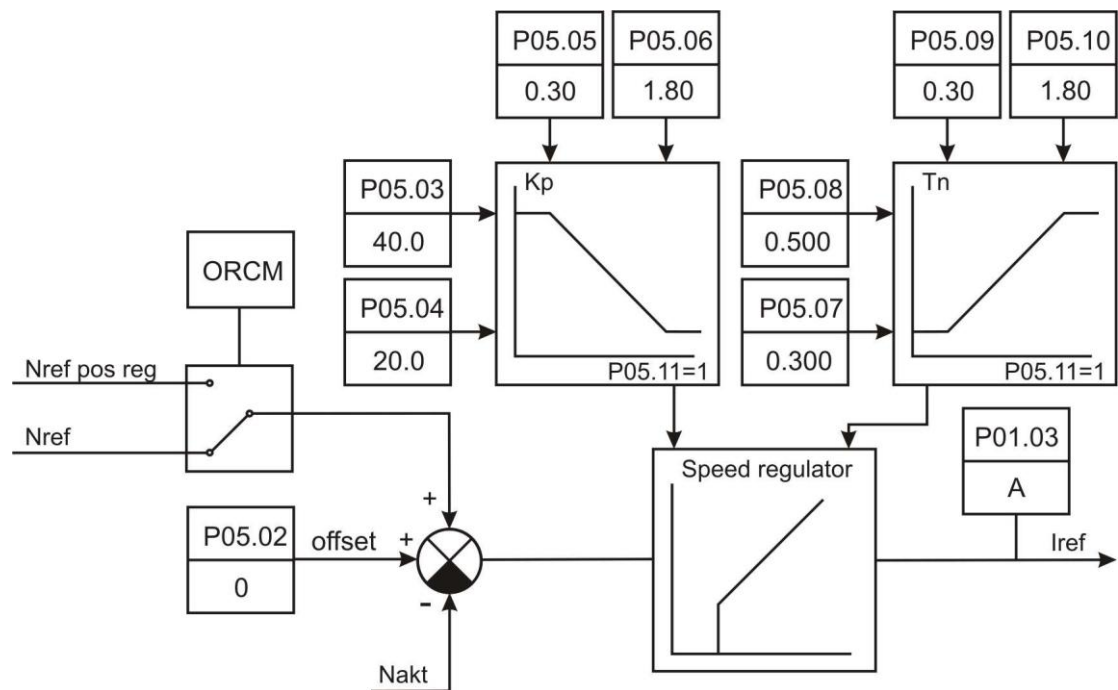 P05.05
0.30
P05.06
1.80
P05.09
0.30
P05.10
1.80
P05.03
40.0
Kp
P05.08
0.500
Tn
ORCM
P05.04
20.0
P05.07
0.300
P05.11=1
P05.11=1
Nref pos reg
Nref
P01.03
A
Speed regulator
+
P05.02
0
offset
+
Iref
-
Nakt